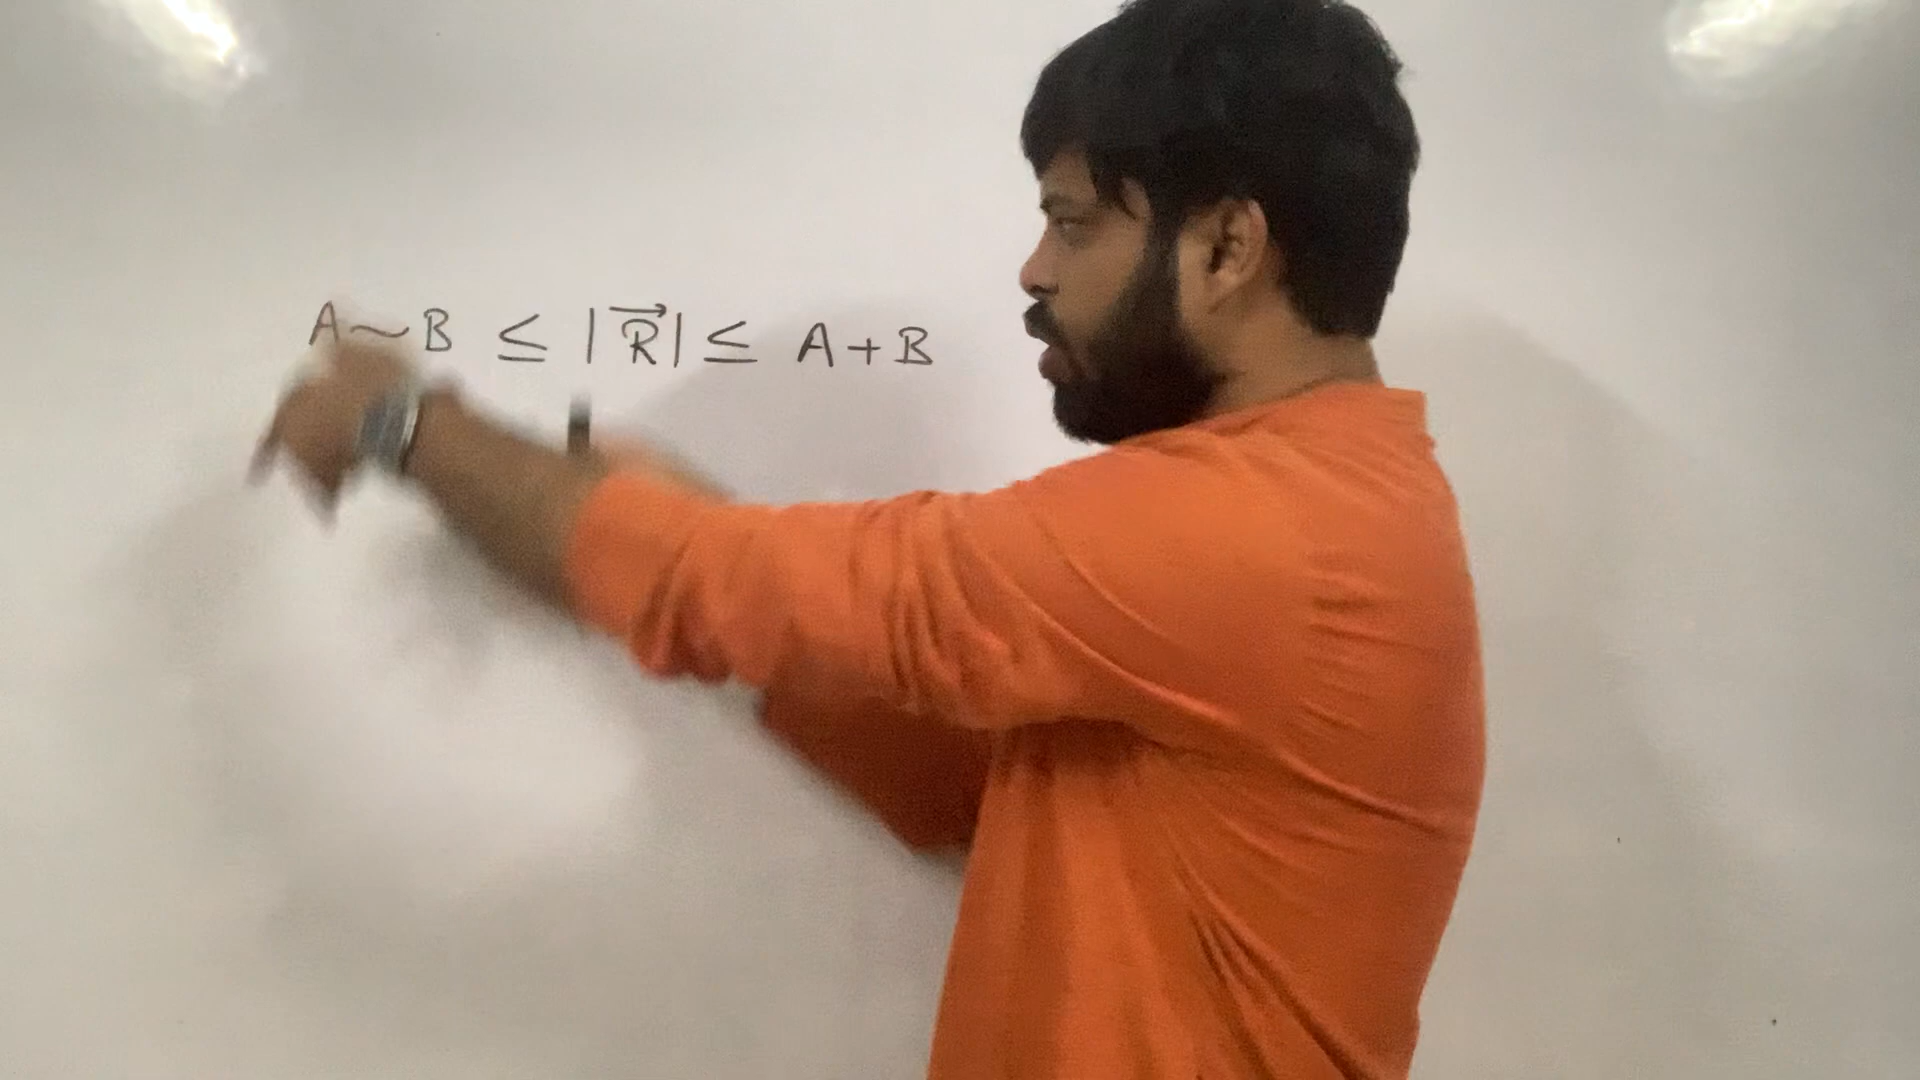 A ~ B ≤ |R⃗| ≤ A + B